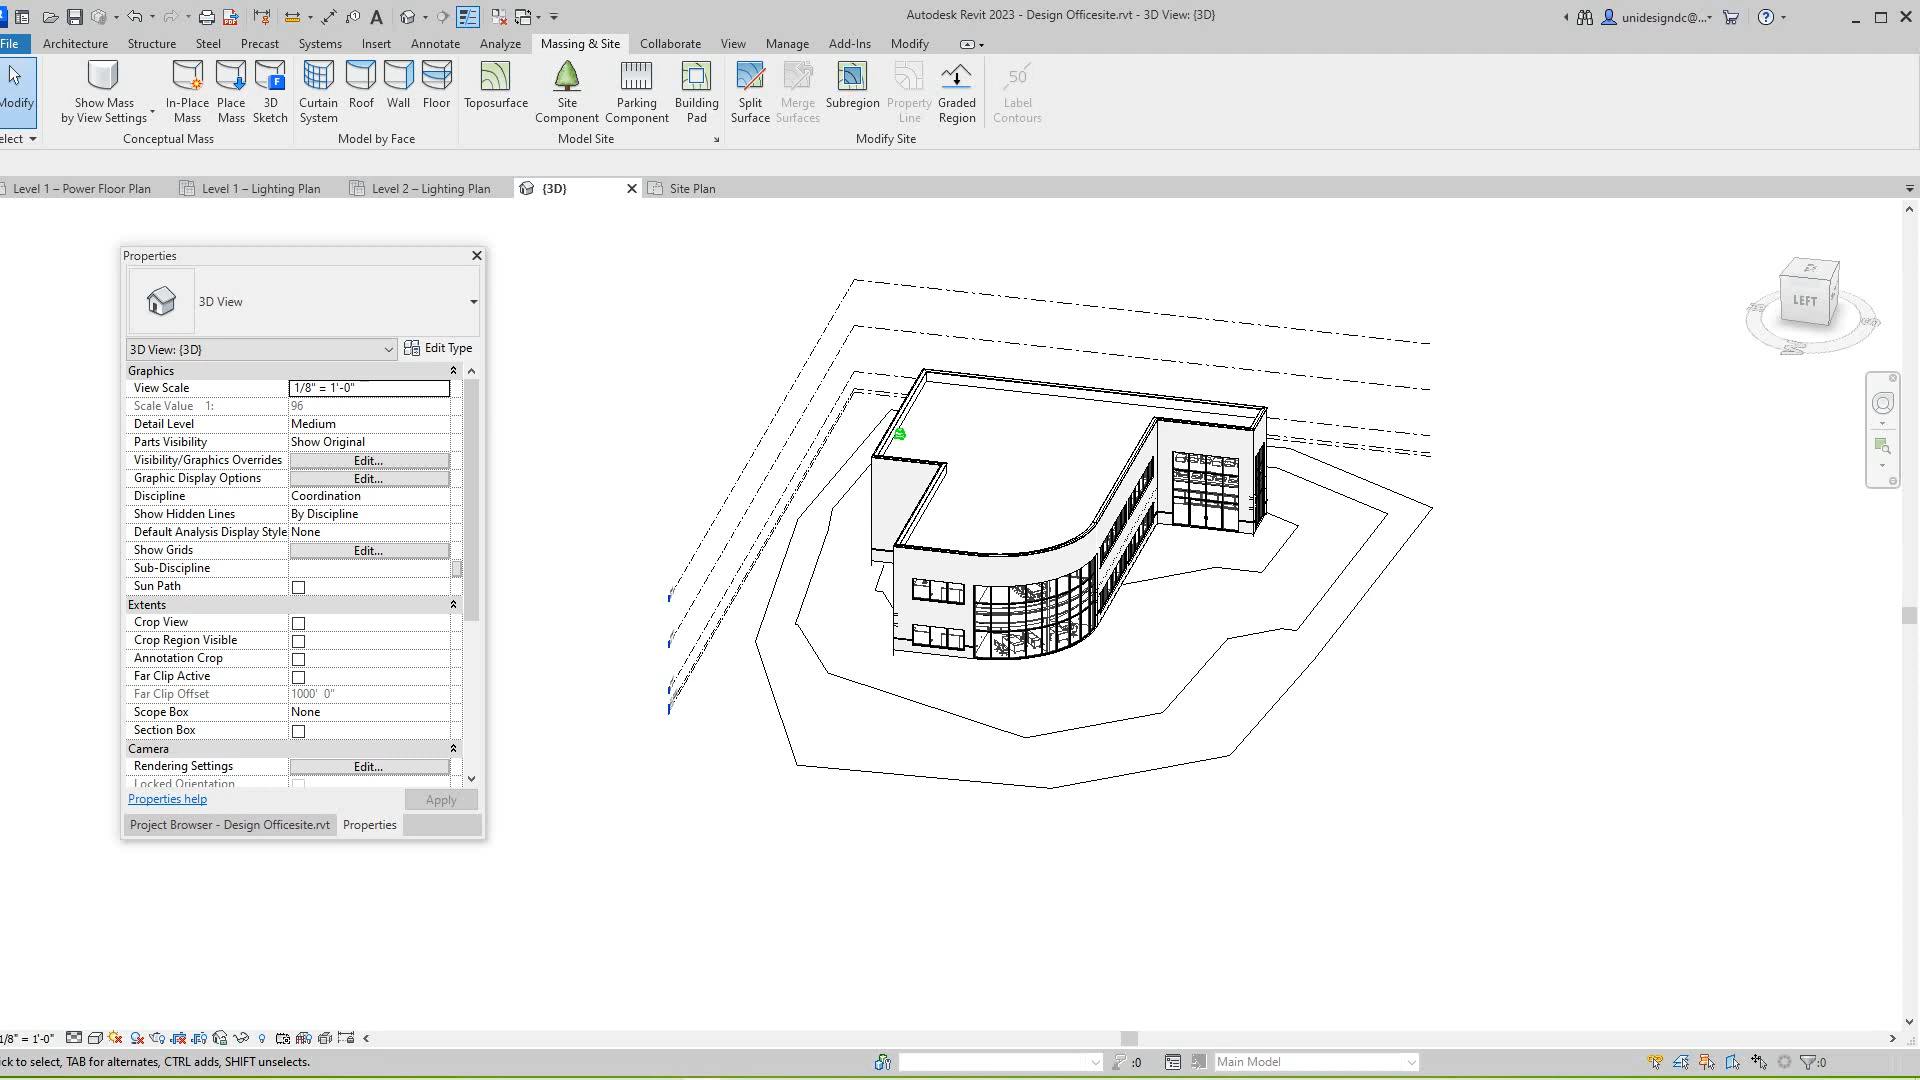 Autodesk Revit 2023 - Design Officesite.rvt - 3D View: {3D}
unidesigndc@...
File Architecture Structure Steel Precast Systems Insert Annotate Analyze Massing & Site Collaborate View Manage Add-Ins Modify
Modify
Show Mass
by View Settings
In-Place
Mass
Place
Mass
3D
Sketch
Curtain
System
Roof
Wall
Floor
Toposurface
Site
Component
Parking
Component
Building
Pad
Split
Surface
Merge
Surfaces
Subregion
Property
Line
Graded
Region
50
Label
Contours
elect
Conceptual Mass
Model by Face
Model Site
Modify Site
Level 1 – Power Floor Plan
Level 1 – Lighting Plan
Level 2 – Lighting Plan
{3D}
Site Plan
Properties
3D View
3D View: {3D}
Edit Type
Graphics
View Scale 1/8" = 1'-0"
Scale Value 1: 96
Detail Level Medium
Parts Visibility Show Original
Visibility/Graphics Overrides Edit...
Graphic Display Options Edit...
Discipline Coordination
Show Hidden Lines By Discipline
Default Analysis Display Style None
Show Grids Edit...
Sub-Discipline
Sun Path
Extents
Crop View
Crop Region Visible
Annotation Crop
Far Clip Active
Far Clip Offset 1000' 0"
Scope Box None
Section Box
Camera
Rendering Settings Edit...
Locked Orientation
Properties help
Apply
Project Browser - Design Officesite.rvt
Properties
LEFT
1/8" = 1'-0"
ick to select, TAB for alternates, CTRL adds, SHIFT unselects.
:0
Main Model
:0